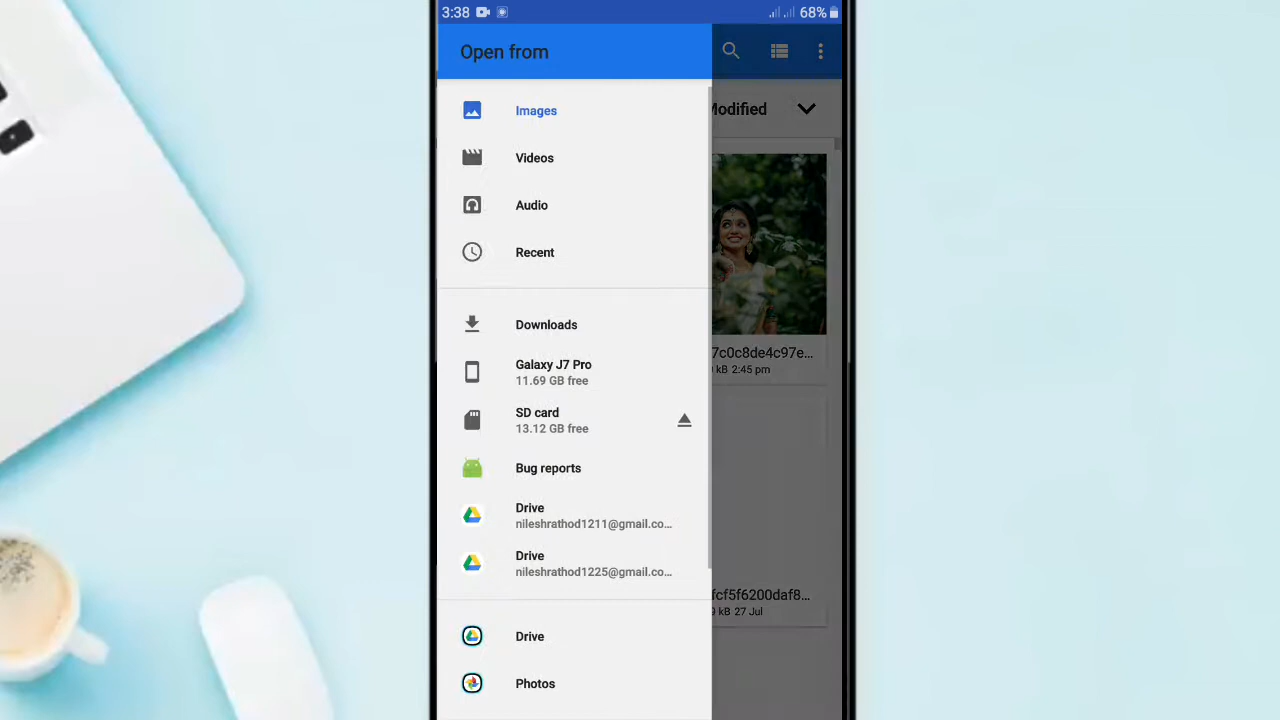 3:38
68%
Open from
Modified
Images
Videos
Audio
Recent
Downloads
Galaxy J7 Pro
11.69 GB free
SD card
13.12 GB free
Bug reports
Drive
nileshrathod1211@gmail.co...
Drive
nileshrathod1225@gmail.co...
Drive
Photos
7c0c8de4c97e...
kB 2:45 pm
fcf5f6200daf8...
kB 27 Jul